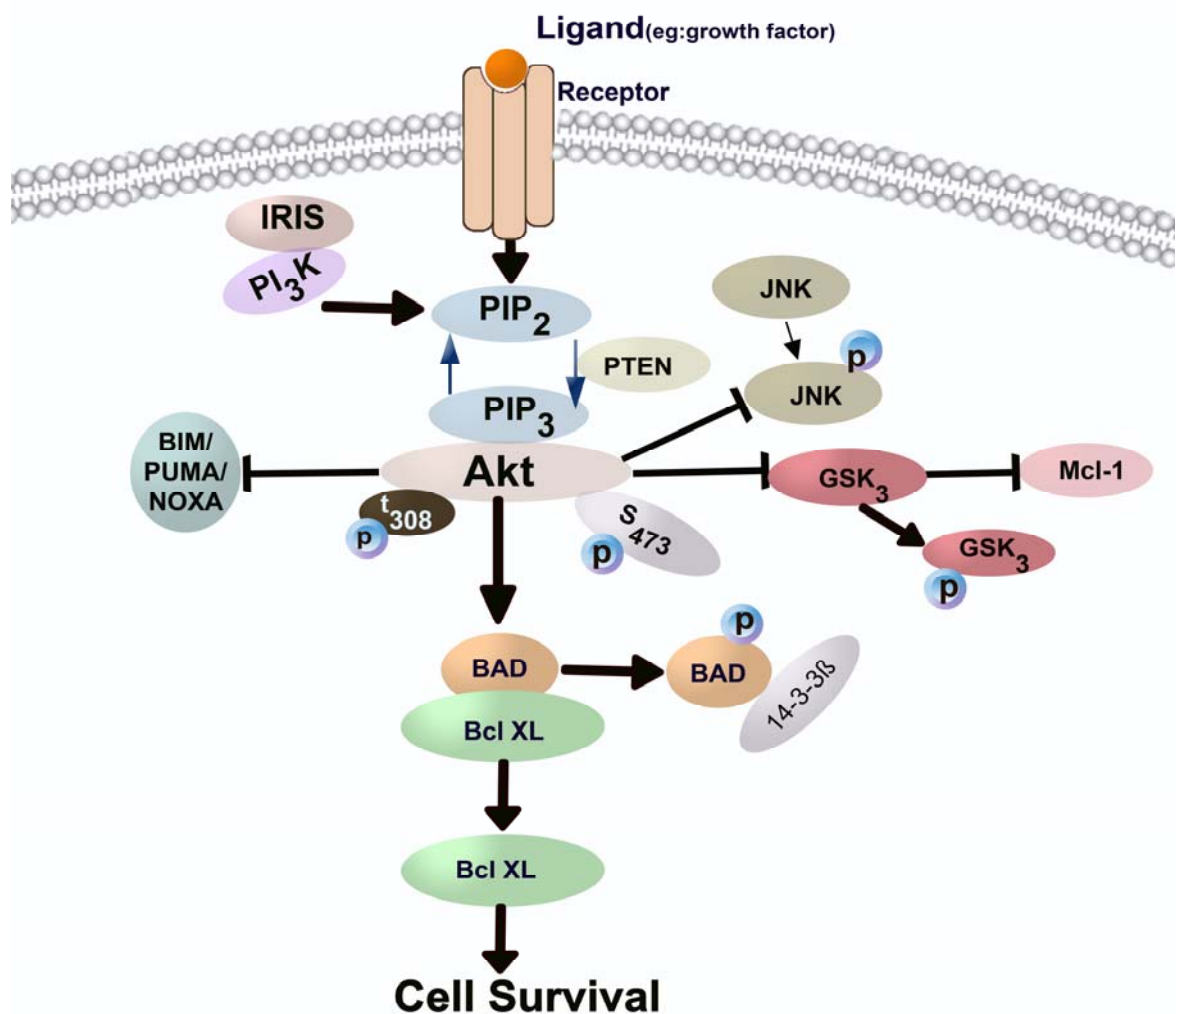 Ligand(eg:growth factor)
Receptor
IRIS
PI3K
PIP2
JNK
p
PTEN
JNK
PIP3
BIM/
PUMA/
NOXA
Akt
GSK3
Mcl-1
t308
p
S473
p
GSK3
p
p
BAD
BAD
14-3-3ß
Bcl XL
Bcl XL
Cell Survival